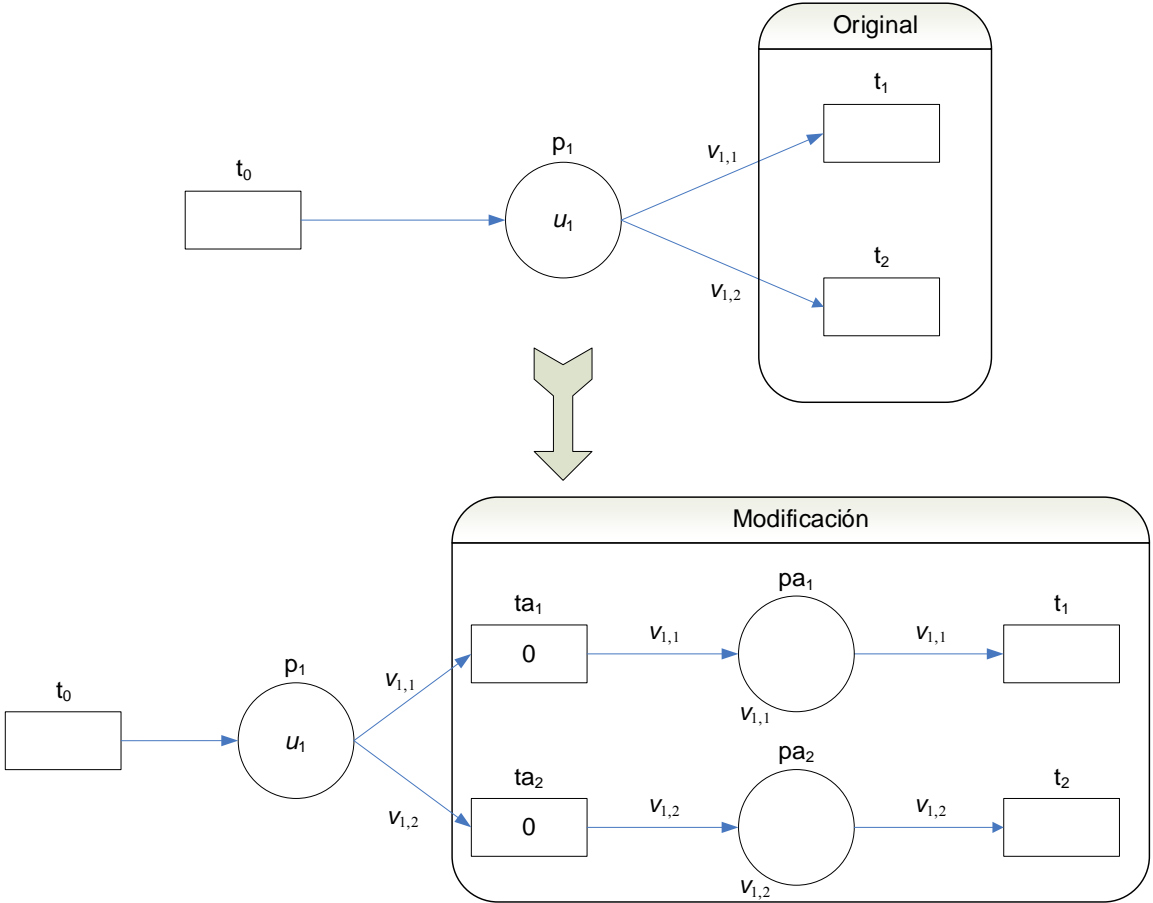 Original
t₁
p₁
v₁,₁
t₀
u₁
t₂
v₁,₂
Modificación
pa₁
ta₁
t₁
v₁,₁
v₁,₁
0
p₁
v₁,₁
t₀
v₁,₁
u₁
pa₂
ta₂
t₂
v₁,₂
v₁,₂
v₁,₂
0
v₁,₂